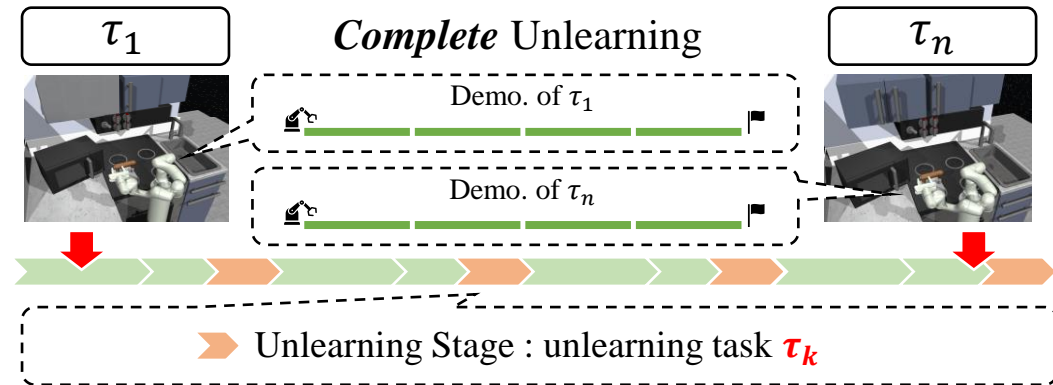 τ₁
Complete Unlearning
τₙ
Demo. of τ₁
Demo. of τₙ
Unlearning Stage : unlearning task τₖ